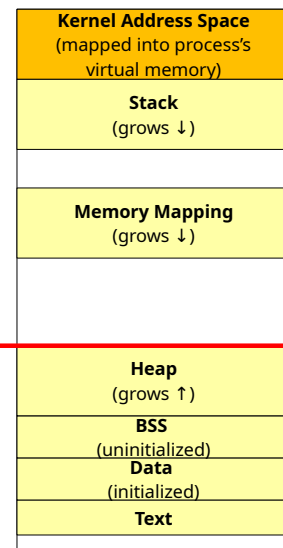 Kernel Address Space
(mapped into process's
virtual memory)
Stack
(grows ↓)
Memory Mapping
(grows ↓)
Heap
(grows ↑)
BSS
(uninitialized)
Data
(initialized)
Text